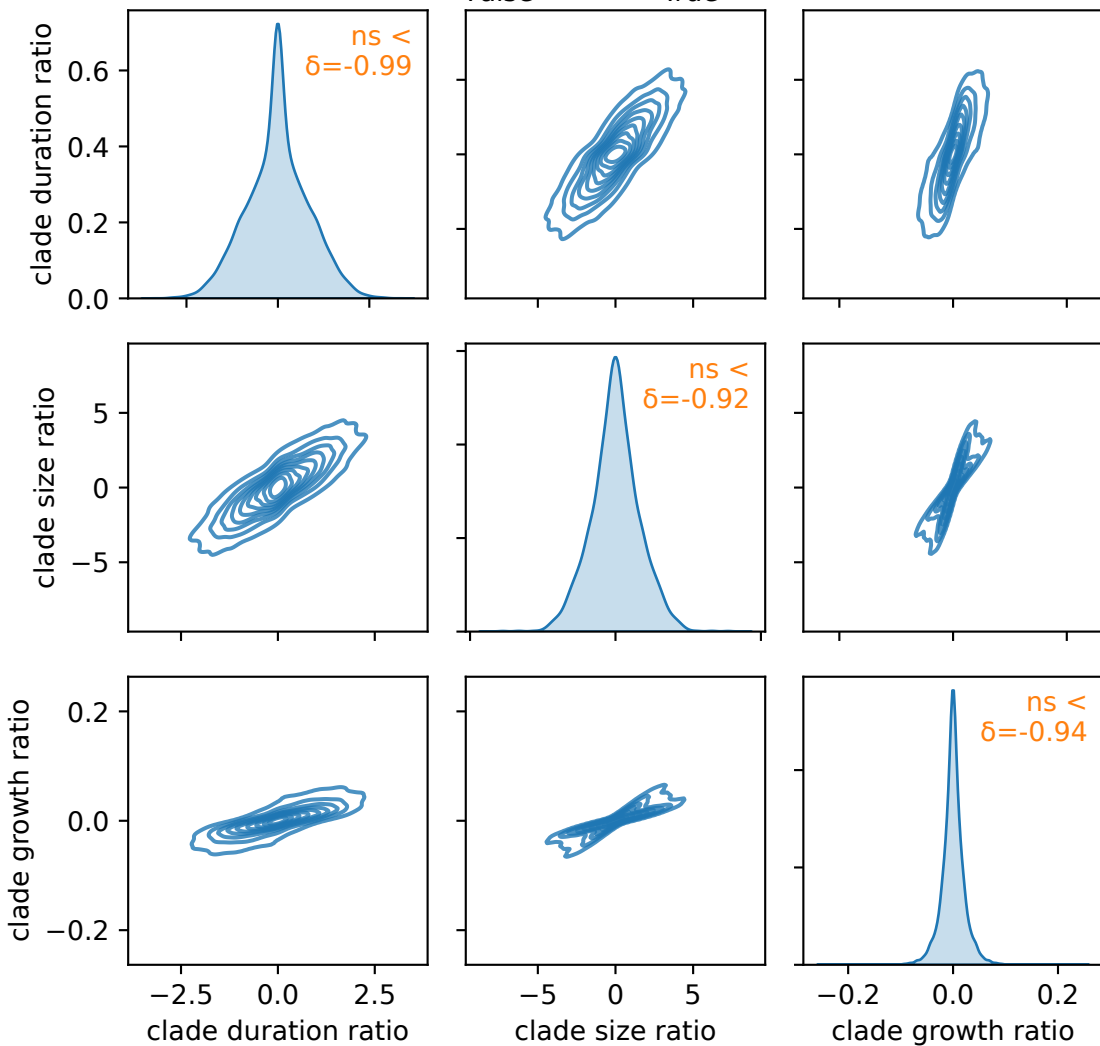 clade duration ratio
0.6
0.4
0.2
0.0
ns <
δ=-0.99
clade size ratio
5
0
−5
ns <
δ=-0.92
clade growth ratio
0.2
0.0
−0.2
ns <
δ=-0.94
−2.5 0.0 2.5
clade duration ratio
−5 0 5
clade size ratio
−0.2 0.0 0.2
clade growth ratio